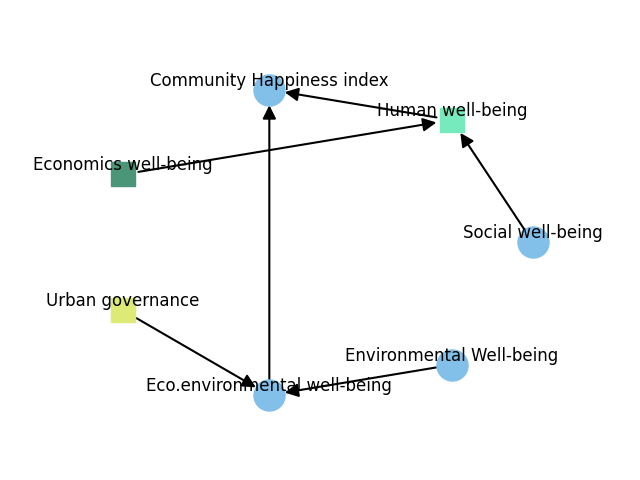 Community Happiness index
Human well-being
Economics well-being
Social well-being
Urban governance
Environmental Well-being
Eco.environmental well-being